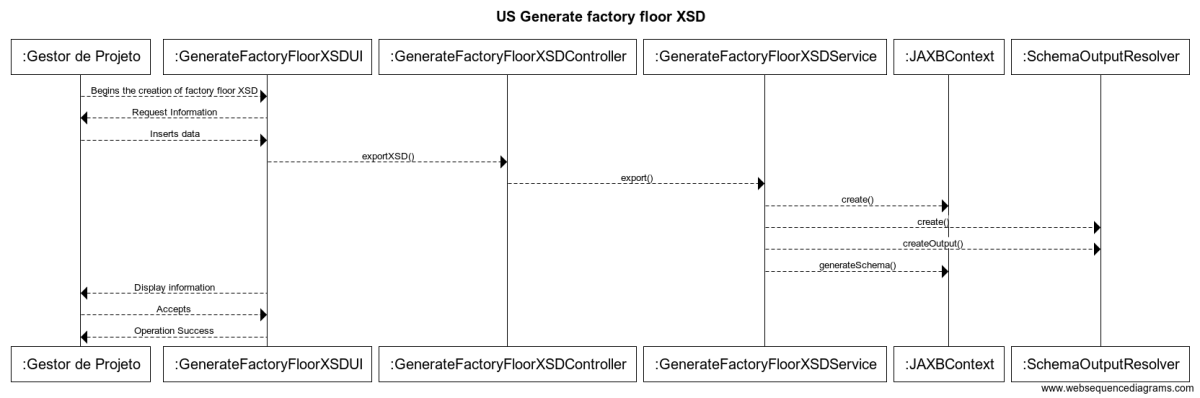 US Generate factory floor XSD
:Gestor de Projeto
:GenerateFactoryFloorXSDUI
:GenerateFactoryFloorXSDController
:GenerateFactoryFloorXSDService
:JAXBContext
:SchemaOutputResolver
Begins the creation of factory floor XSD
Request Information
Inserts data
exportXSD()
export()
create()
create()
createOutput()
generateSchema()
Display information
Accepts
Operation Success
:Gestor de Projeto
:GenerateFactoryFloorXSDUI
:GenerateFactoryFloorXSDController
:GenerateFactoryFloorXSDService
:JAXBContext
:SchemaOutputResolver
www.websequencediagrams.com